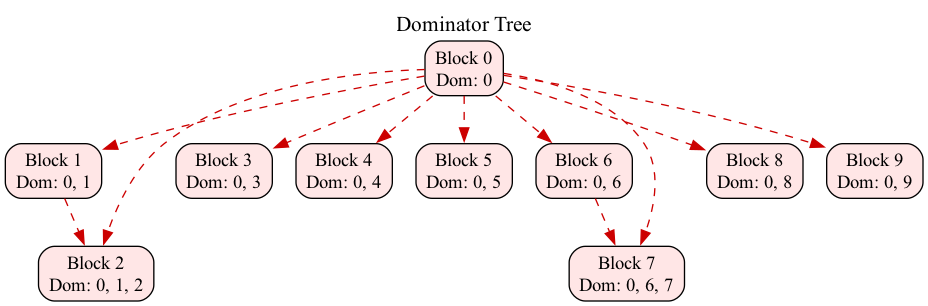 Dominator Tree
Block 0
Dom: 0
Block 1
Dom: 0, 1
Block 3
Dom: 0, 3
Block 4
Dom: 0, 4
Block 5
Dom: 0, 5
Block 6
Dom: 0, 6
Block 8
Dom: 0, 8
Block 9
Dom: 0, 9
Block 2
Dom: 0, 1, 2
Block 7
Dom: 0, 6, 7